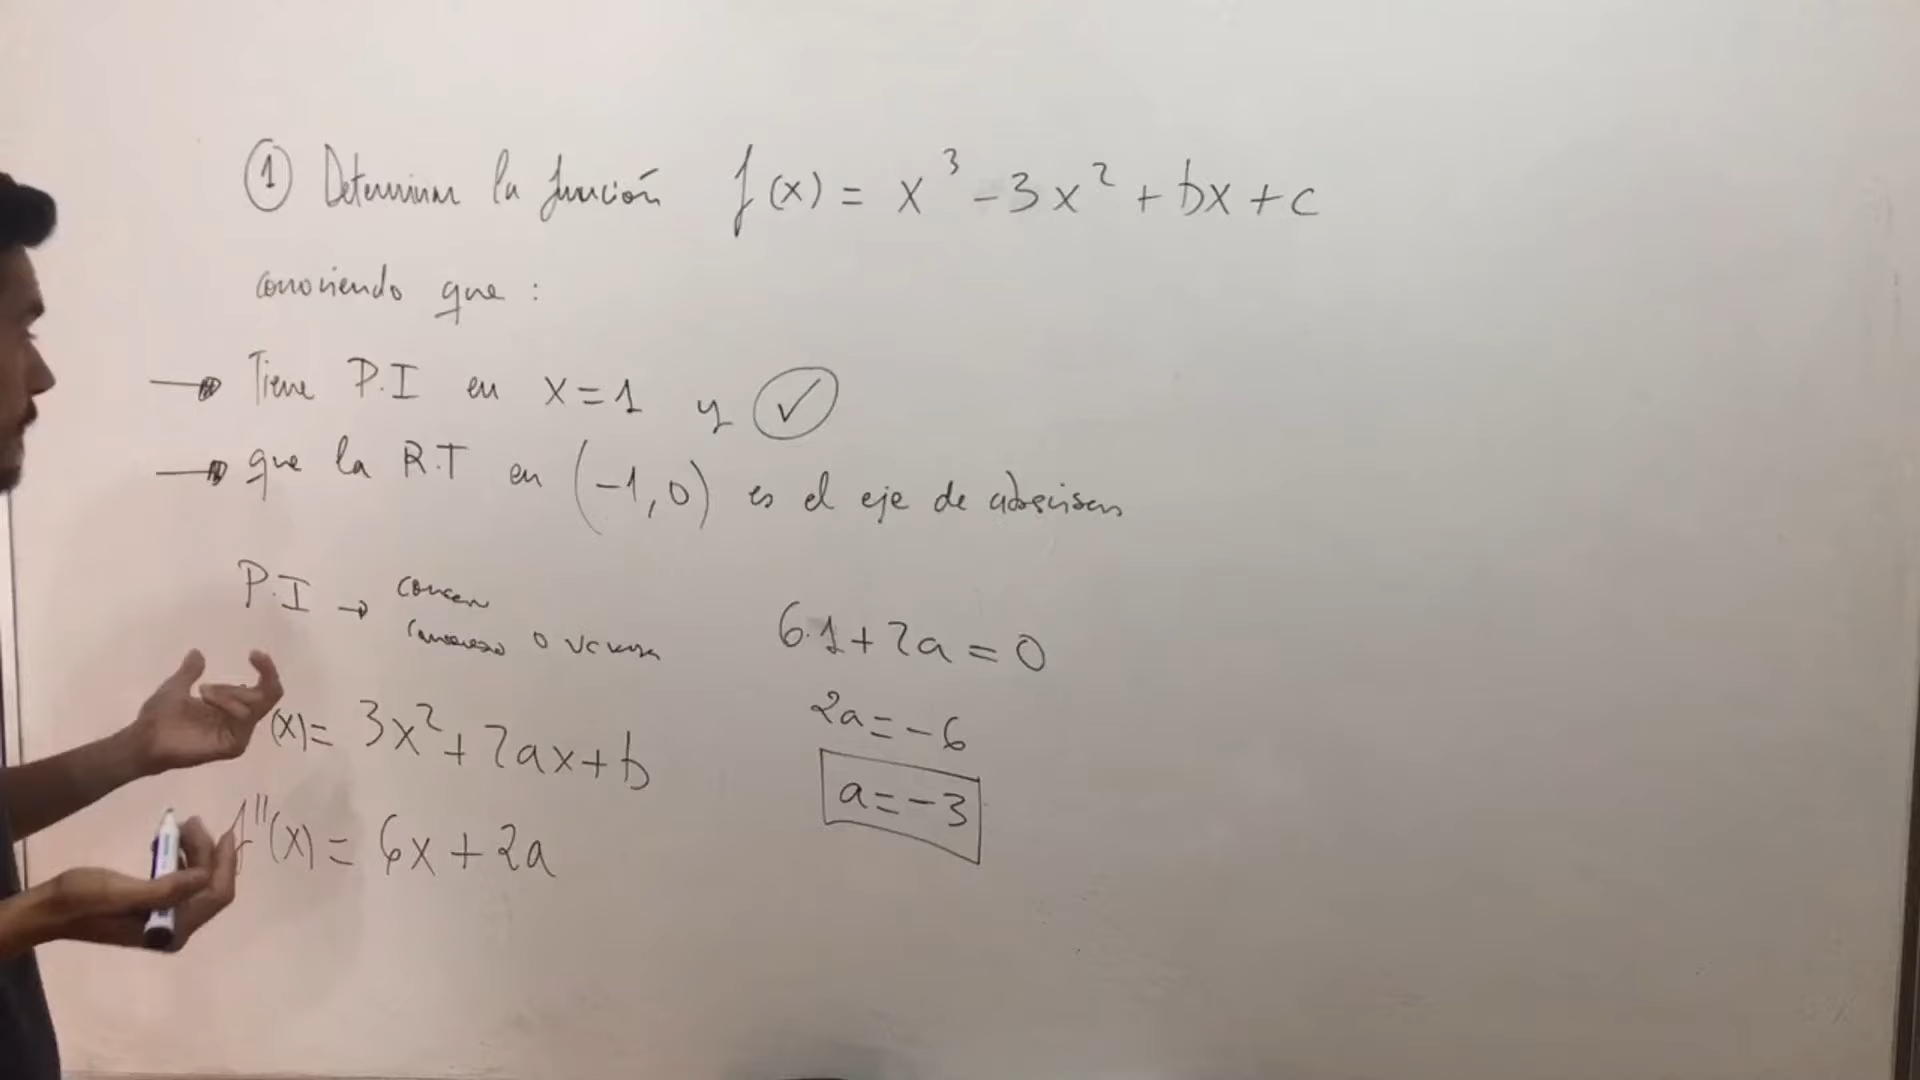 ① Determinar la función f(x) = x³ - 3x² + bx + c
conociendo que :
→ Tiene P.I en x = 1 y ✓
→ que la R.T en (-1, 0) es el eje de abscisas
P.I → concav
convexo o
(x) = 3x² + 2ax + b
f''(x) = 6x + 2a
6·1 + 2a = 0
2a = -6
a = -3